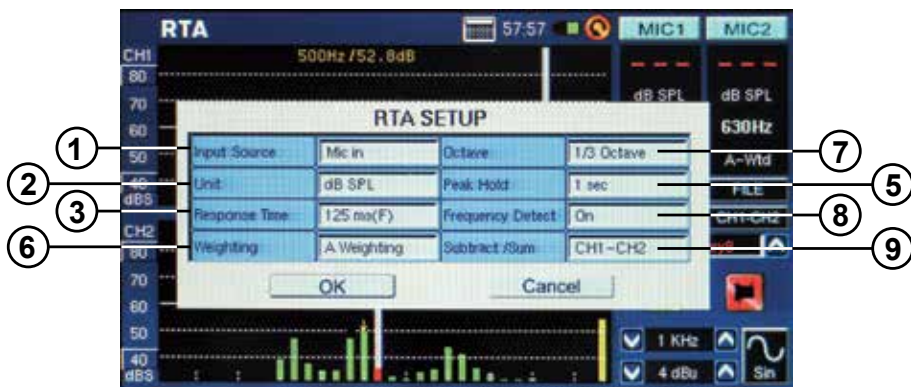 RTA 57:57 MIC1 MIC2
CH1 500Hz/52.8dB
80
70 dB SPL dB SPL
RTA SETUP
60 630Hz
1 Input Source: Mic in Octave: 1/3 Octave 7
50 A-Wtd
2 Unit: dB SPL Peak Hold: 1 sec 5
40 FILE
dBS
3 Response Time: 125 ms(F) Frequency Detect: On 8
CH1-CH2
CH2
6 Weighting: A Weighting Subtract /Sum: CH1-CH2 9
80
70 OK Cancel
60
50 1 KHz
40
dBS 4 dBu Sin